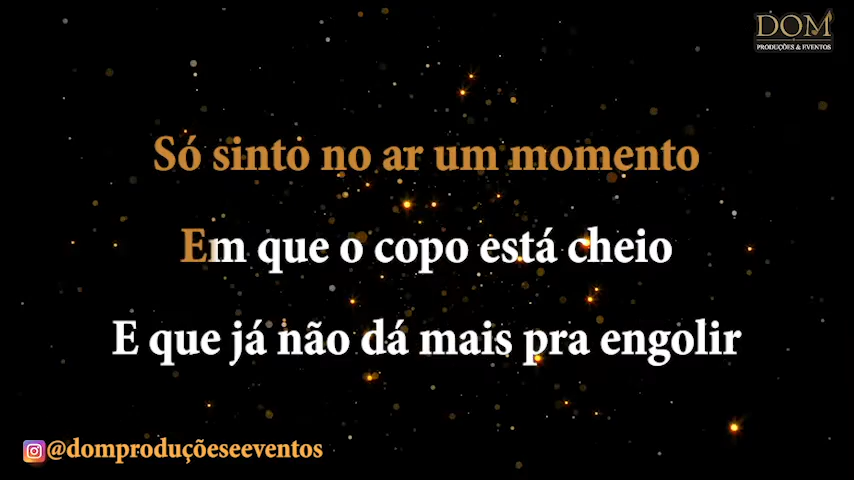 DOM
PRODUÇÕES & EVENTOS
Só sinto no ar um momento
Em que o copo está cheio
E que já não dá mais pra engolir
@domproduçõeseeventos